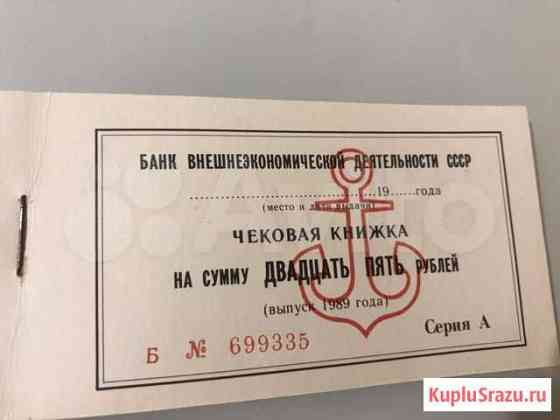 БАНК ВНЕШНЕЭКОНОМИЧЕСКОЙ ДЕЯТЕЛЬНОСТИ СССР
........................................19......года
(место и дата выдачи)
ЧЕКОВАЯ КНИЖКА
НА СУММУ ДВАДЦАТЬ ПЯТЬ РУБЛЕЙ
(выпуск 1989 года)
Серия А
Б № 699335
KupluSrazu.ru